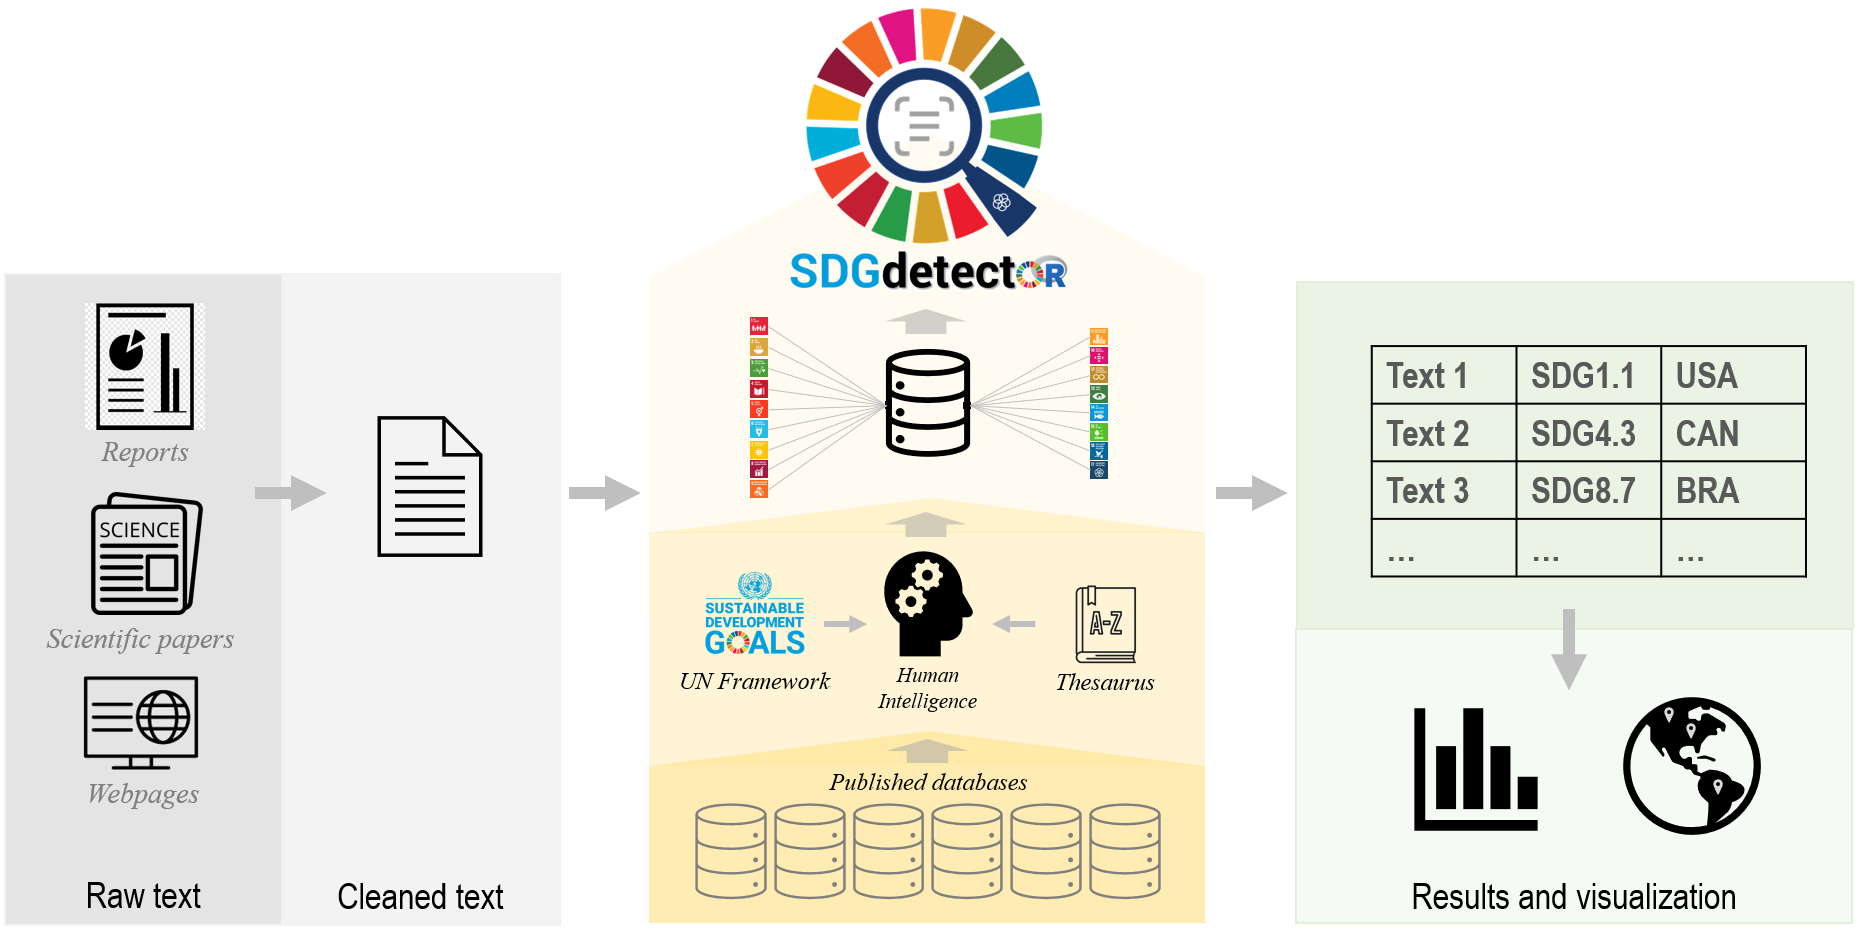 Reports
SCIENCE
Scientific papers
Webpages
Raw text
Cleaned text
SDGdetectoR
SUSTAINABLE
DEVELOPMENT
GOALS
UN Framework
Human
Intelligence
A-Z
Thesaurus
Published databases
Text 1 SDG1.1 USA
Text 2 SDG4.3 CAN
Text 3 SDG8.7 BRA
... ... ...
Results and visualization